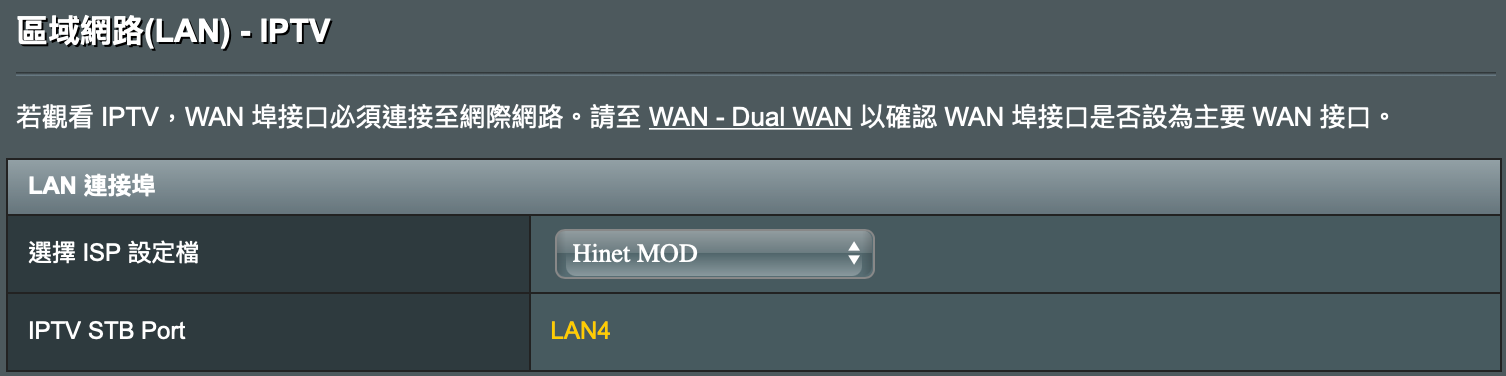 區域網路(LAN) - IPTV
若觀看 IPTV，WAN 埠接口必須連接至網際網路。請至 WAN - Dual WAN 以確認 WAN 埠接口是否設為主要 WAN 接口。
LAN 連接埠
選擇 ISP 設定檔
Hinet MOD
IPTV STB Port
LAN4